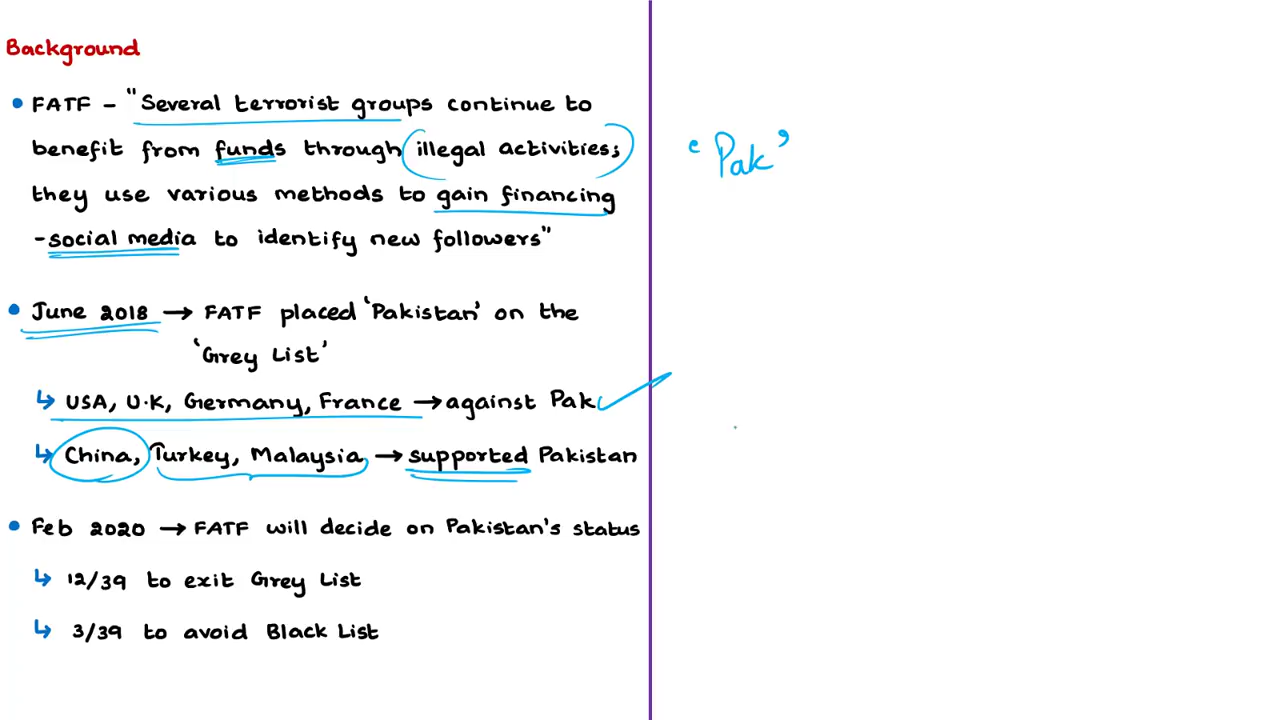 Background
• FATF - "Several terrorist groups continue to
benefit from funds through illegal activities;
they use various methods to gain financing
-social media to identify new followers"
• June 2018 → FATF placed 'Pakistan' on the
'Grey List'
↳ USA, U.K, Germany, France → against Pak
↳ China, Turkey, Malaysia → supported Pakistan
• Feb 2020 → FATF will decide on Pakistan's status
↳ 12/39 to exit Grey List
↳ 3/39 to avoid Black List
'Pak'